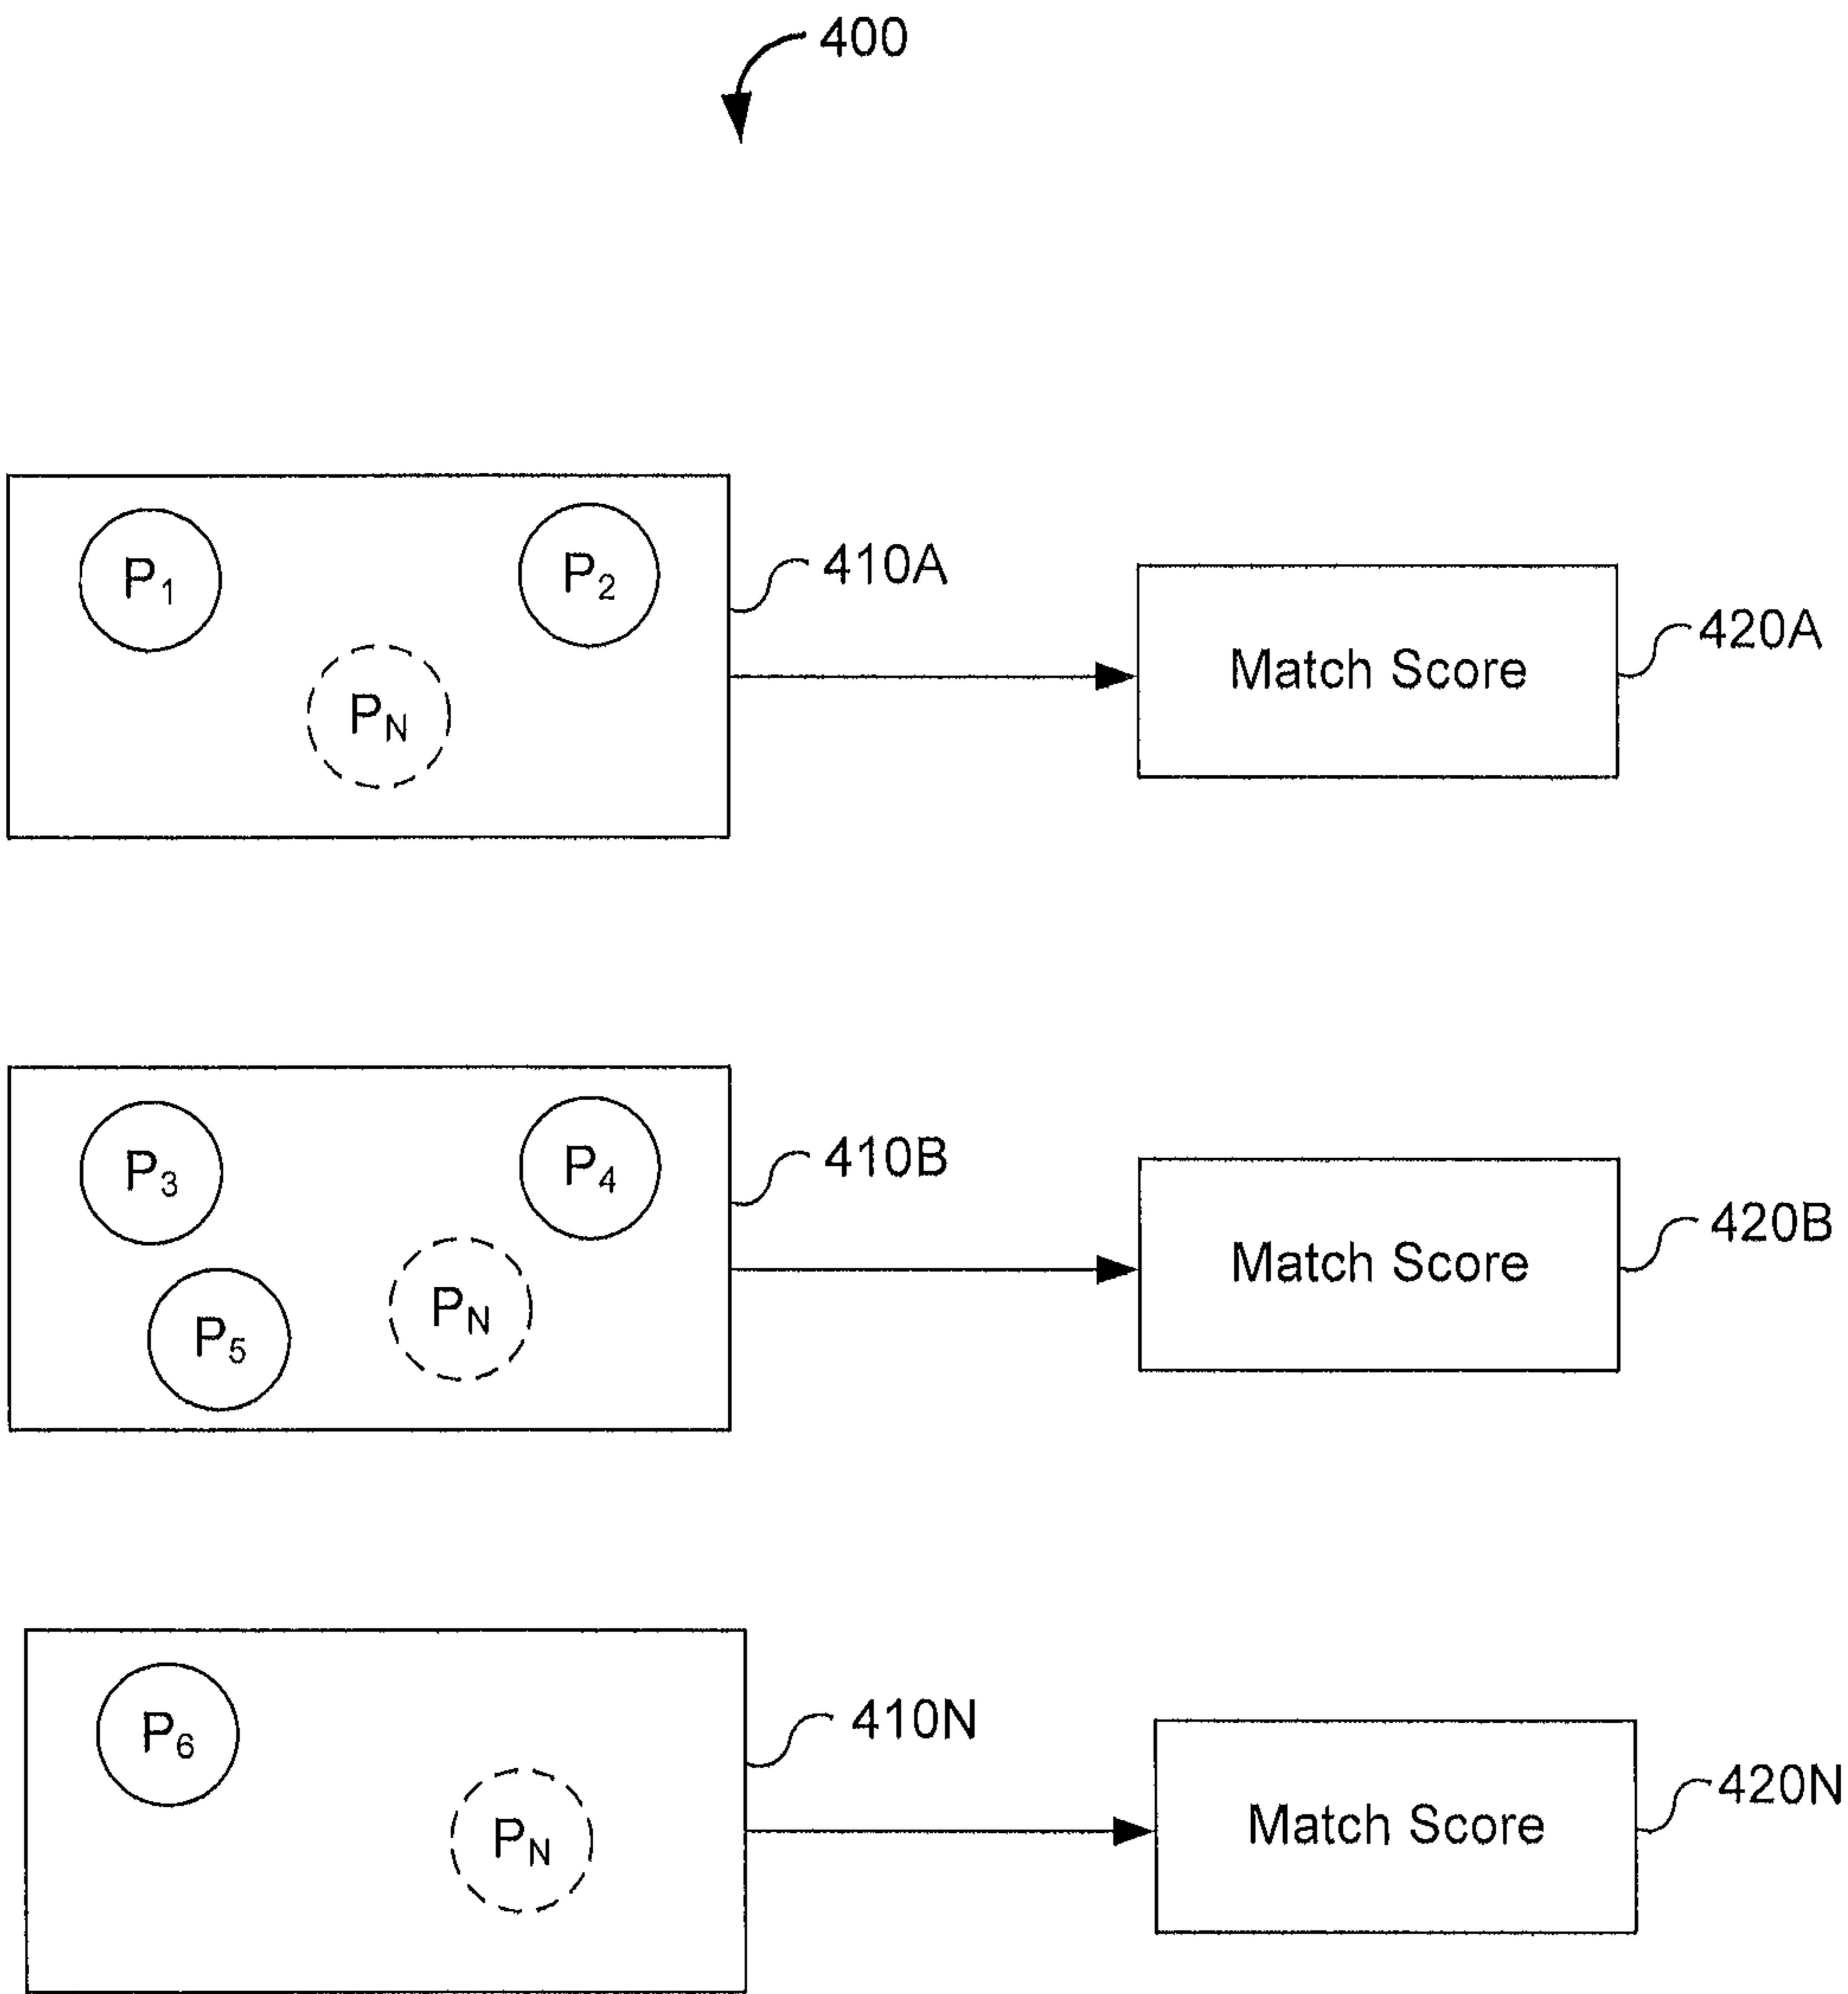 400
P1
P2
410A
PN
Match Score
420A
P3
P4
410B
PN
P5
Match Score
420B
P6
410N
PN
Match Score
420N